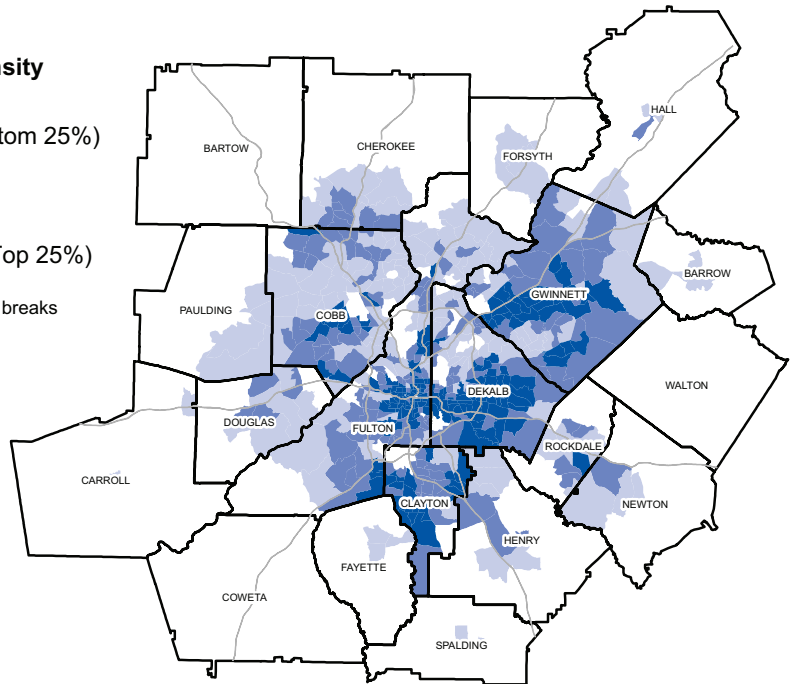 sity
tom 25%)
Top 25%)
breaks
HALL
BARTOW
CHEROKEE
FORSYTH
BARROW
GWINNETT
PAULDING
COBB
WALTON
DEKALB
DOUGLAS
FULTON
ROCKDALE
CARROLL
CLAYTON
NEWTON
HENRY
FAYETTE
COWETA
SPALDING